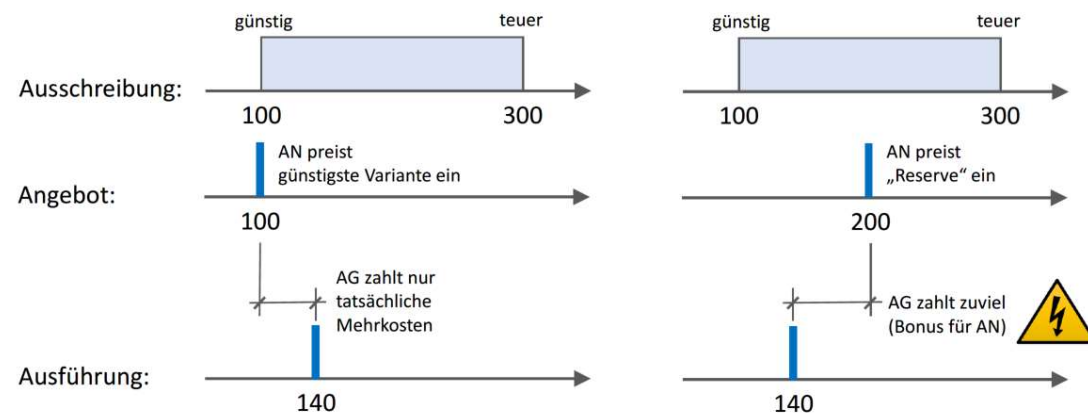 günstig teuer günstig teuer
Ausschreibung:
100 300 100 300
AN preist
günstigste Variante ein
AN preist
„Reserve“ ein
Angebot:
100 200
AG zahlt nur
tatsächliche
Mehrkosten
AG zahlt zuviel
(Bonus für AN)
Ausführung:
140 140